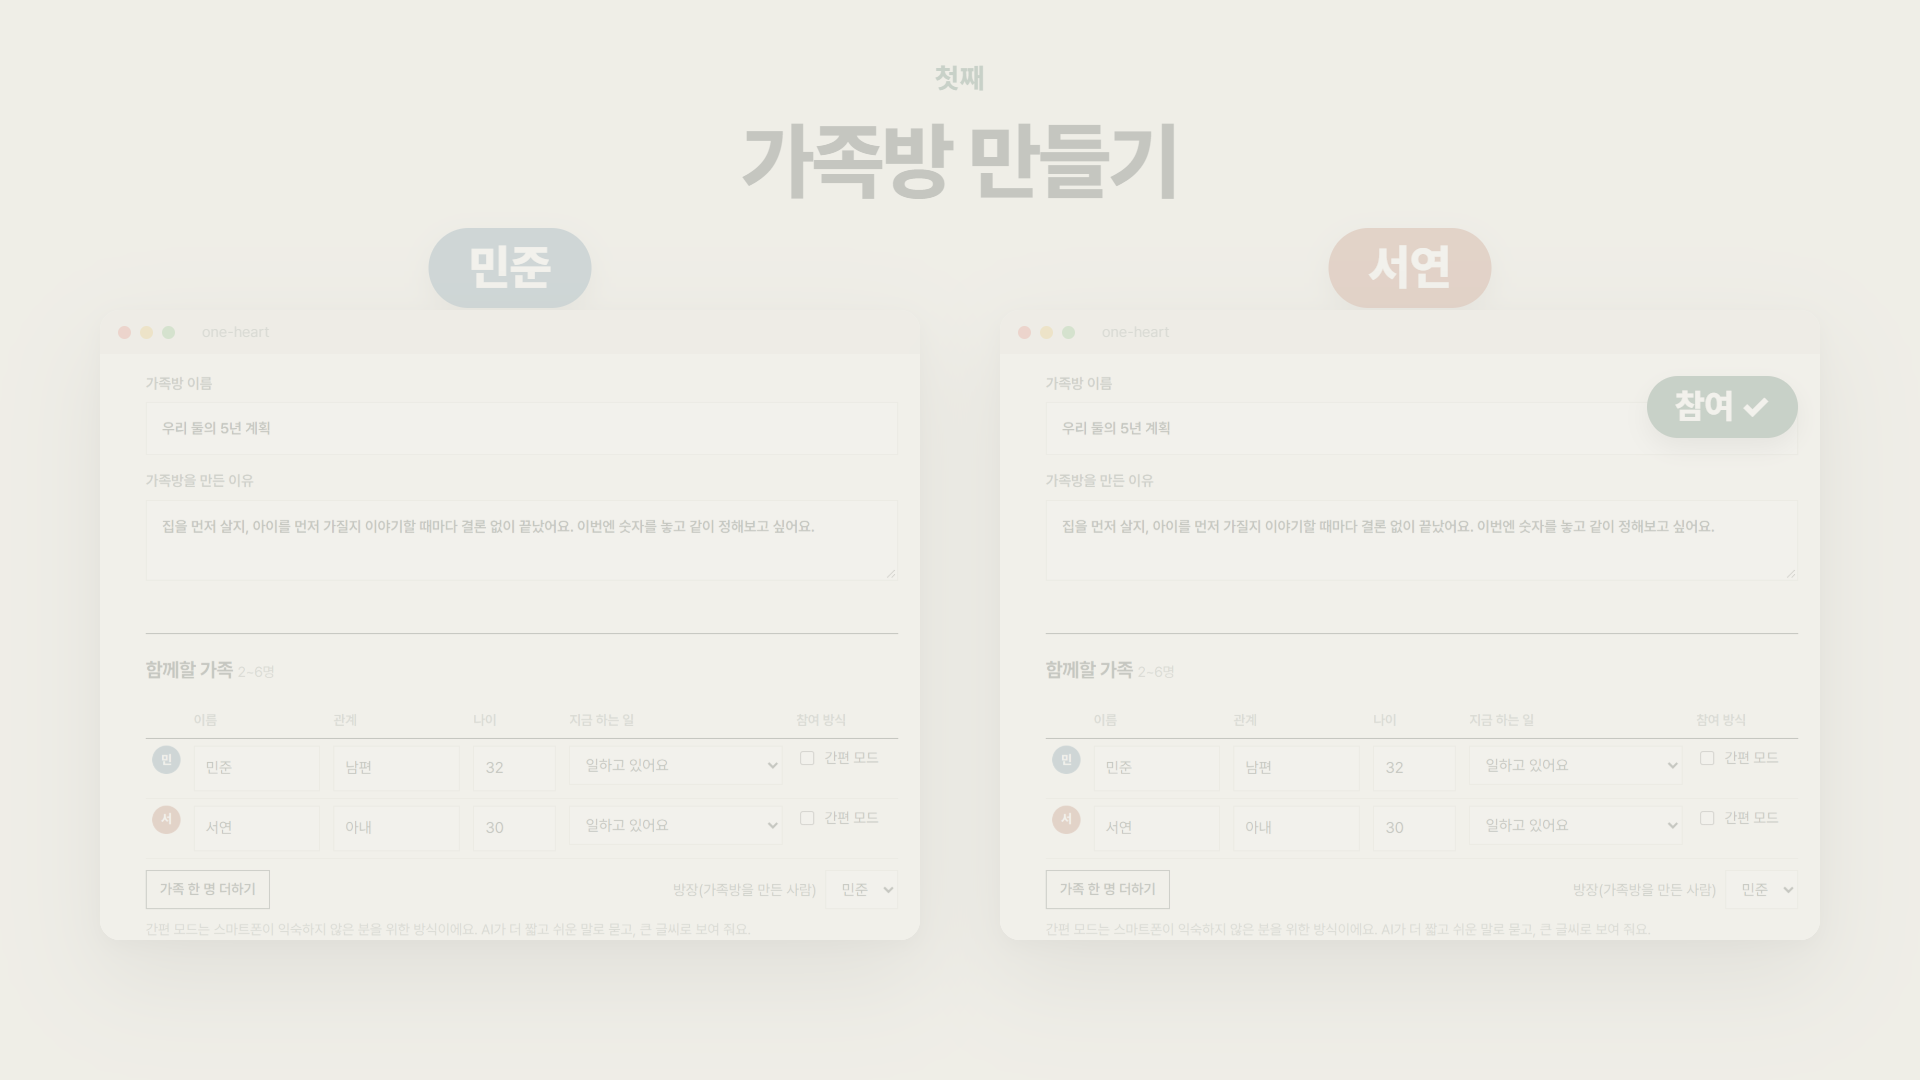 첫째
가족방 만들기
민준
one-heart
가족방 이름
우리 둘의 5년 계획
가족방을 만든 이유
집을 먼저 살지, 아이를 먼저 가질지 이야기할 때마다 결론 없이 끝났어요. 이번엔 숫자를 놓고 같이 정해보고 싶어요.
함께할 가족 2~6명
이름 관계 나이 지금 하는 일 참여 방식
민 민준 남편 32 일하고 있어요 간편 모드
서 서연 아내 30 일하고 있어요 간편 모드
가족 한 명 더하기 방장(가족방을 만든 사람) 민준
간편 모드는 스마트폰이 익숙하지 않은 분을 위한 방식이에요. AI가 더 짧고 쉬운 말로 묻고, 큰 글씨로 보여 줘요.
서연
one-heart
가족방 이름
참여 ✓
우리 둘의 5년 계획
가족방을 만든 이유
집을 먼저 살지, 아이를 먼저 가질지 이야기할 때마다 결론 없이 끝났어요. 이번엔 숫자를 놓고 같이 정해보고 싶어요.
함께할 가족 2~6명
이름 관계 나이 지금 하는 일 참여 방식
민 민준 남편 32 일하고 있어요 간편 모드
서 서연 아내 30 일하고 있어요 간편 모드
가족 한 명 더하기 방장(가족방을 만든 사람) 민준
간편 모드는 스마트폰이 익숙하지 않은 분을 위한 방식이에요. AI가 더 짧고 쉬운 말로 묻고, 큰 글씨로 보여 줘요.